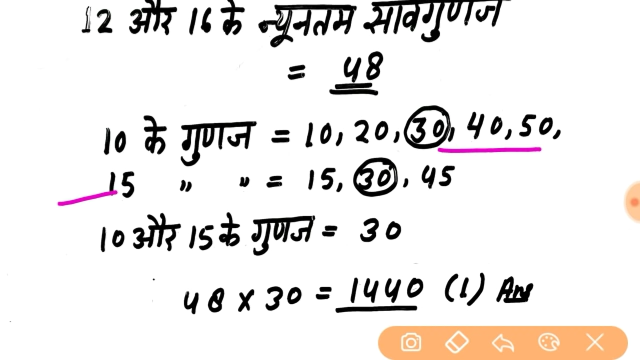 12 और 16 के न्यूनतम सार्वगुणज
= 48
10 के गुणज = 10, 20, 30, 40, 50,
15 " " = 15, 30, 45
10 और 15 के गुणज = 30
48 × 30 = 1440 (1) Ans